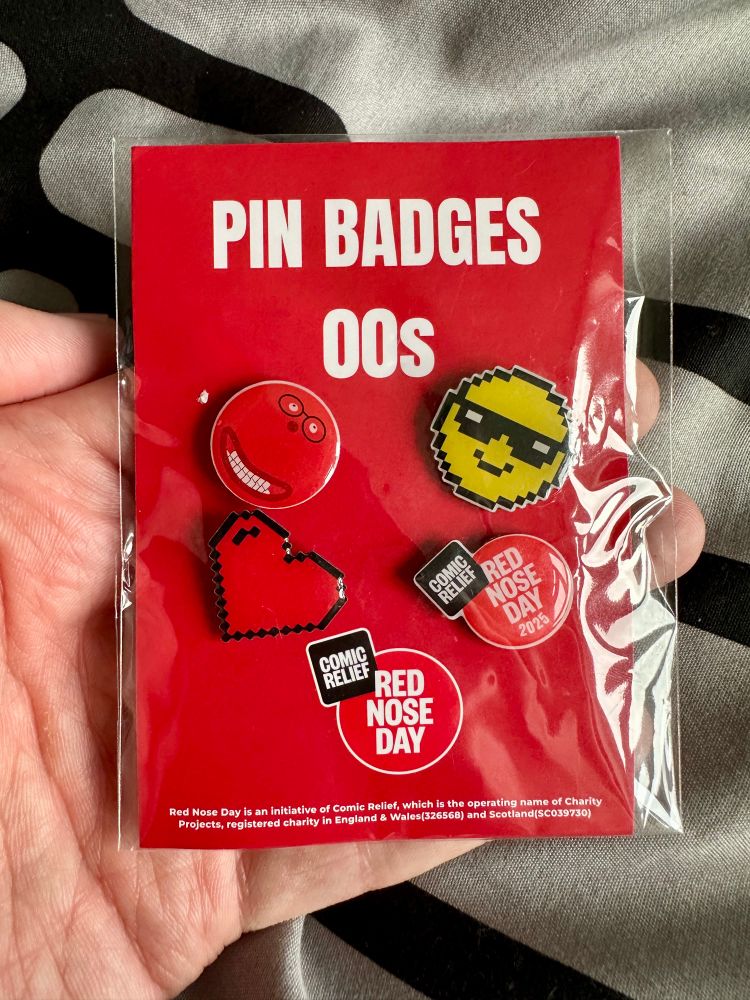 PIN BADGES
00s
COMIC
RELIEF
RED
NOSE
DAY
2025
COMIC
RELIEF
RED
NOSE
DAY
Red Nose Day is an initiative of Comic Relief, which is the operating name of Charity
Projects, registered charity in England & Wales(326568) and Scotland(SC039730)